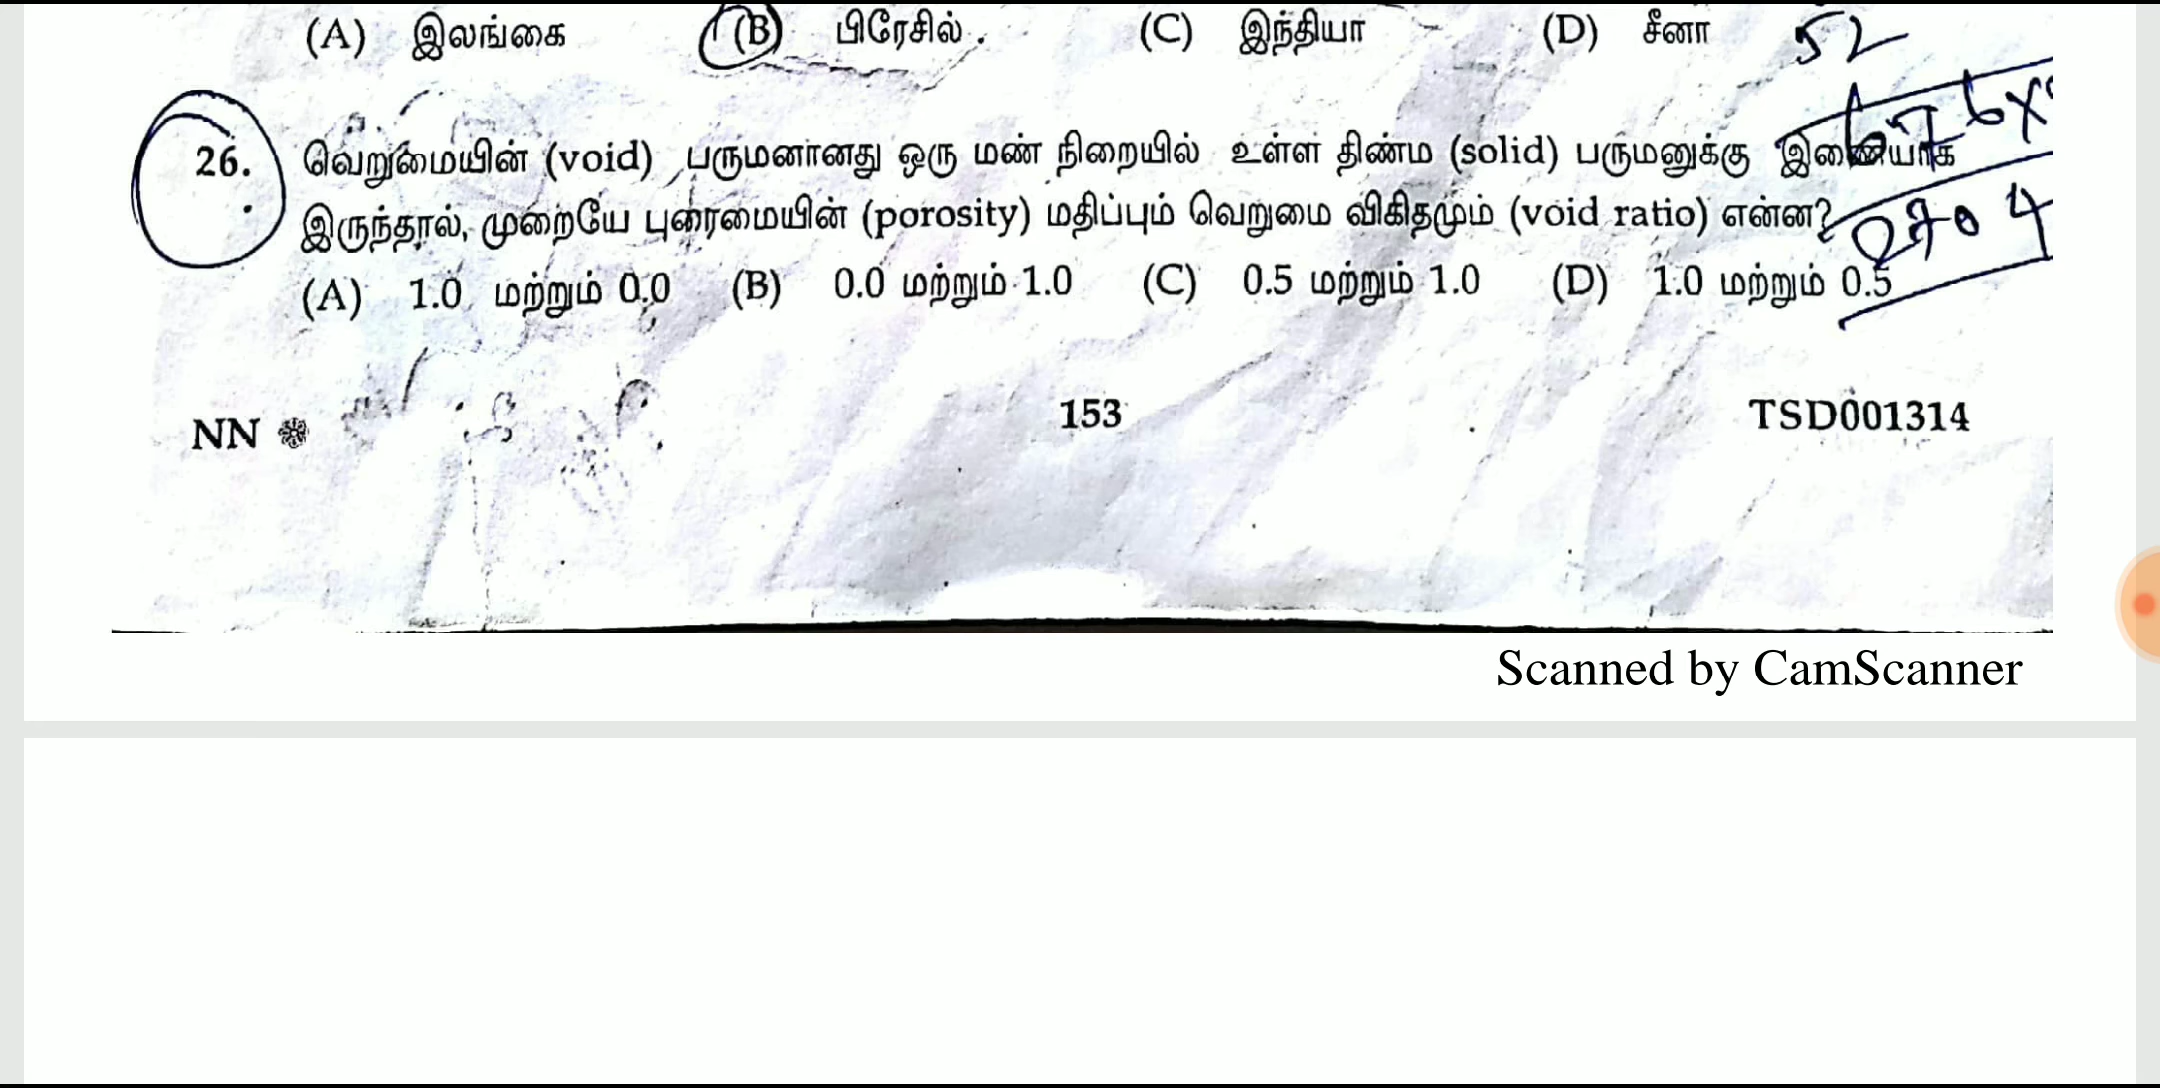 (A) இலங்கை (B) பிரேசில் . (C) இந்தியா (D) சீனா 52
26. வெறுமையின் (void) பருமனானது ஒரு மண் நிறையில் உள்ள திண்ம (solid) பருமனுக்கு இணையாக
இருந்தால், முறையே புரைமையின் (porosity) மதிப்பும் வெறுமை விகிதமும் (void ratio) என்ன?
(A) 1.0 மற்றும் 0.0 (B) 0.0 மற்றும் 1.0 (C) 0.5 மற்றும் 1.0 (D) 1.0 மற்றும் 0.5
NN 153 TSD001314
Scanned by CamScanner